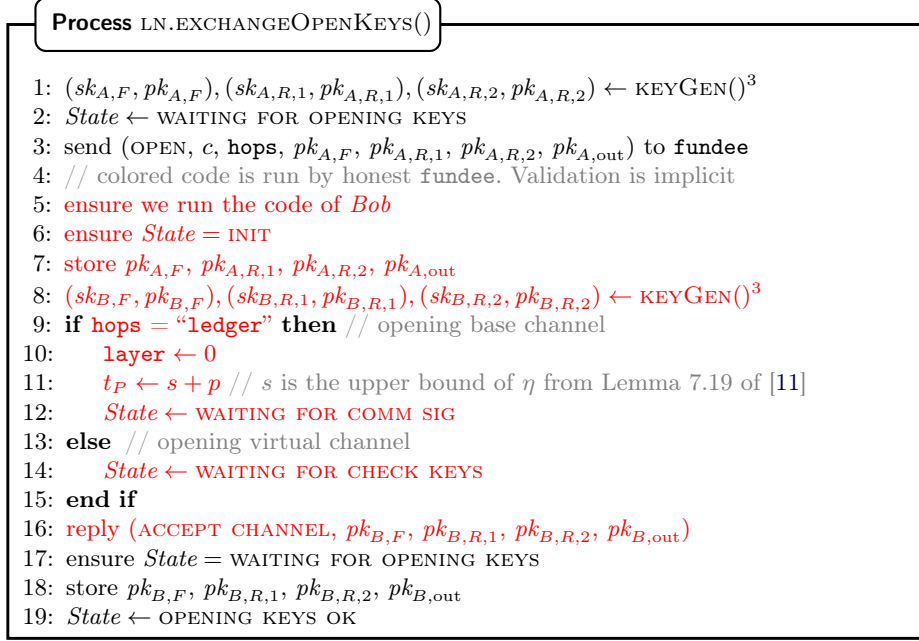 Process LN.EXCHANGEOPENKEYS()
1: (sk_{A,F}, pk_{A,F}), (sk_{A,R,1}, pk_{A,R,1}), (sk_{A,R,2}, pk_{A,R,2}) ← KEYGEN()^3
2: State ← WAITING FOR OPENING KEYS
3: send (OPEN, c, hops, pk_{A,F}, pk_{A,R,1}, pk_{A,R,2}, pk_{A,out}) to fundee
4: // colored code is run by honest fundee. Validation is implicit
5: ensure we run the code of Bob
6: ensure State = INIT
7: store pk_{A,F}, pk_{A,R,1}, pk_{A,R,2}, pk_{A,out}
8: (sk_{B,F}, pk_{B,F}), (sk_{B,R,1}, pk_{B,R,1}), (sk_{B,R,2}, pk_{B,R,2}) ← KEYGEN()^3
9: if hops = “ledger” then // opening base channel
10: layer ← 0
11: t_P ← s + p // s is the upper bound of η from Lemma 7.19 of [11]
12: State ← WAITING FOR COMM SIG
13: else // opening virtual channel
14: State ← WAITING FOR CHECK KEYS
15: end if
16: reply (ACCEPT CHANNEL, pk_{B,F}, pk_{B,R,1}, pk_{B,R,2}, pk_{B,out})
17: ensure State = WAITING FOR OPENING KEYS
18: store pk_{B,F}, pk_{B,R,1}, pk_{B,R,2}, pk_{B,out}
19: State ← OPENING KEYS OK